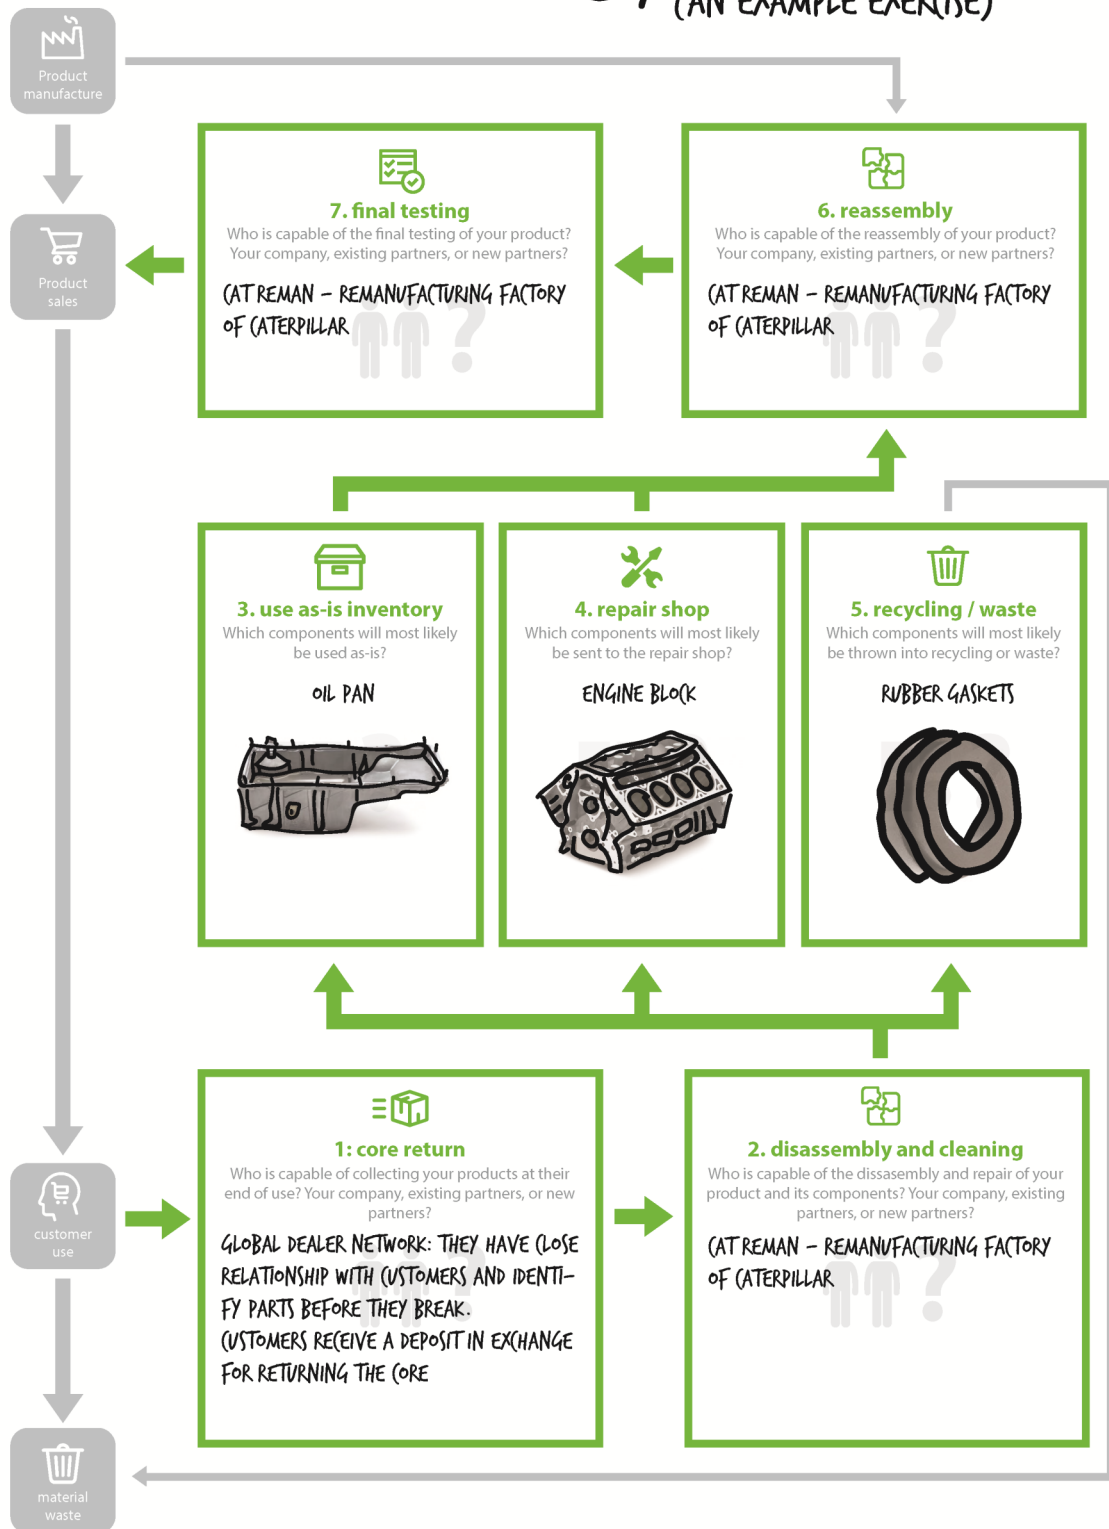 (AN EXAMPLE EXERCISE)
Product
manufacture
7. final testing
Who is capable of the final testing of your product?
Your company, existing partners, or new partners?
CAT REMAN – REMANUFACTURING FACTORY
OF CATERPILLAR
6. reassembly
Who is capable of the reassembly of your product?
Your company, existing partners, or new partners?
CAT REMAN – REMANUFACTURING FACTORY
OF CATERPILLAR
Product
sales
3. use as-is inventory
Which components will most likely
be used as-is?
OIL PAN
4. repair shop
Which components will most likely
be sent to the repair shop?
ENGINE BLOCK
5. recycling / waste
Which components will most likely
be thrown into recycling or waste?
RUBBER GASKETS
1: core return
Who is capable of collecting your products at their
end of use? Your company, existing partners, or new
partners?
GLOBAL DEALER NETWORK: THEY HAVE CLOSE
RELATIONSHIP WITH CUSTOMERS AND IDENTI-
FY PARTS BEFORE THEY BREAK.
CUSTOMERS RECEIVE A DEPOSIT IN EXCHANGE
FOR RETURNING THE CORE
2. disassembly and cleaning
Who is capable of the dissasembly and repair of your
product and its components? Your company, existing
partners, or new partners?
CAT REMAN – REMANUFACTURING FACTORY
OF CATERPILLAR
customer
use
material
waste